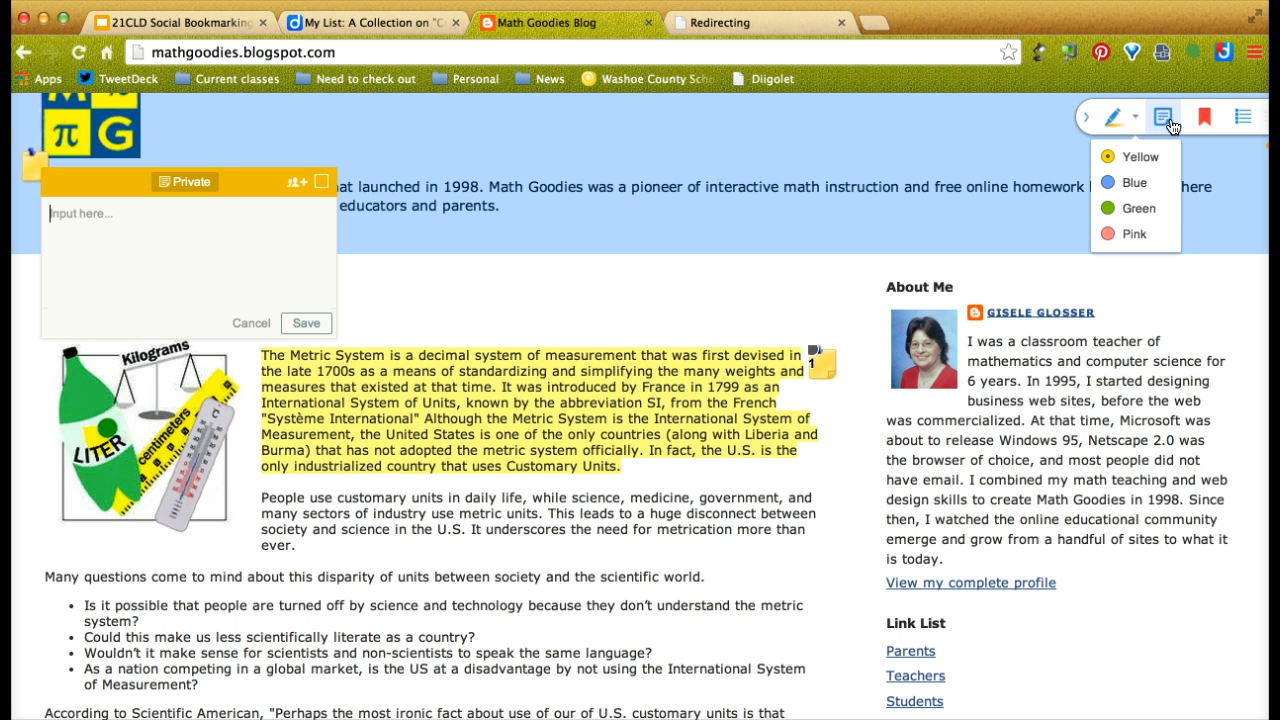 21CLD Social Bookmarking
My List: A Collection on "C
Math Goodies Blog
Redirecting
mathgoodies.blogspot.com
Apps
TweetDeck
Current classes
Need to check out
Personal
News
Washoe County Sch
Diigolet
π G
Private
Input here...
Cancel
Save
Yellow
Blue
Green
Pink
at launched in 1998. Math Goodies was a pioneer of interactive math instruction and free online homework here
educators and parents.
Kilograms
LITER
centimeters
°C
The Metric System is a decimal system of measurement that was first devised in
the late 1700s as a means of standardizing and simplifying the many weights and
measures that existed at that time. It was introduced by France in 1799 as an
International System of Units, known by the abbreviation SI, from the French
"Système International" Although the Metric System is the International System of
Measurement, the United States is one of the only countries (along with Liberia and
Burma) that has not adopted the metric system officially. In fact, the U.S. is the
only industrialized country that uses Customary Units.
1
People use customary units in daily life, while science, medicine, government, and
many sectors of industry use metric units. This leads to a huge disconnect between
society and science in the U.S. It underscores the need for metrication more than
ever.
Many questions come to mind about this disparity of units between society and the scientific world.
• Is it possible that people are turned off by science and technology because they don't understand the metric
system?
• Could this make us less scientifically literate as a country?
• Wouldn't it make sense for scientists and non-scientists to speak the same language?
• As a nation competing in a global market, is the US at a disadvantage by not using the International System
of Measurement?
According to Scientific American, "Perhaps the most ironic fact about use of our of U.S. customary units is that
About Me
GISELE GLOSSER
I was a classroom teacher of
mathematics and computer science for
6 years. In 1995, I started designing
business web sites, before the web
was commercialized. At that time, Microsoft was
about to release Windows 95, Netscape 2.0 was
the browser of choice, and most people did not
have email. I combined my math teaching and web
design skills to create Math Goodies in 1998. Since
then, I watched the online educational community
emerge and grow from a handful of sites to what it
is today.
View my complete profile
Link List
Parents
Teachers
Students